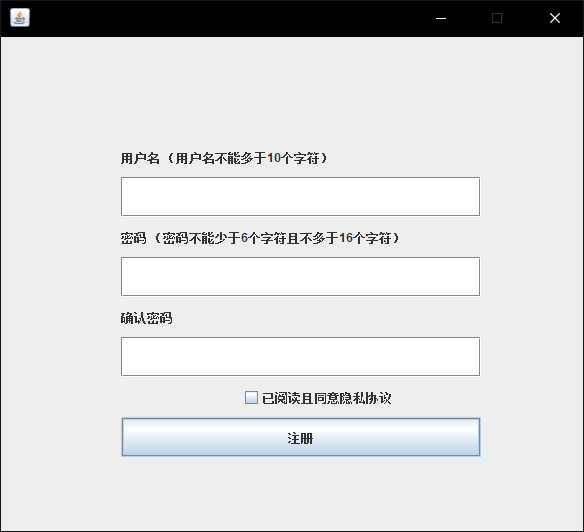 用户名（用户名不能多于10个字符）
密码（密码不能少于6个字符且不多于16个字符）
确认密码
已阅读且同意隐私协议
注册